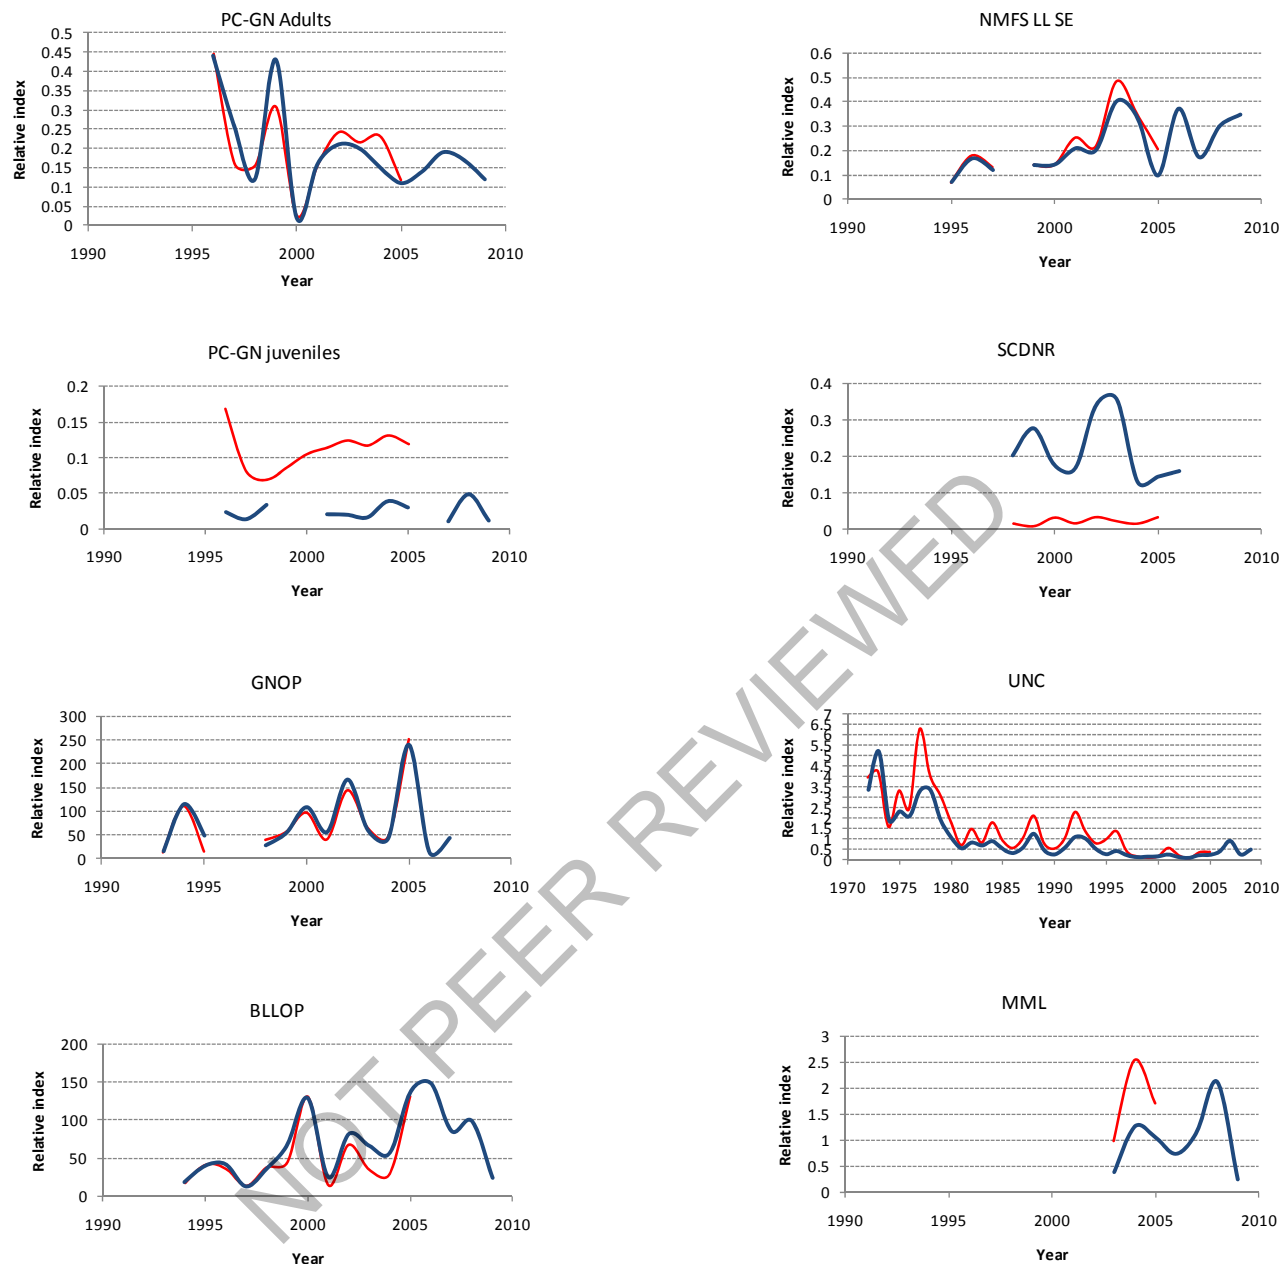 PC-GN Adults
Relative index
0.5
0.45
0.4
0.35
0.3
0.25
0.2
0.15
0.1
0.05
0
1990 1995 2000 2005 2010
Year
NMFS LL SE
Relative index
0.6
0.5
0.4
0.3
0.2
0.1
0
1990 1995 2000 2005 2010
Year
PC-GN juveniles
Relative index
0.2
0.15
0.1
0.05
0
1990 1995 2000 2005 2010
Year
SCDNR
Relative index
0.4
0.3
0.2
0.1
0
1990 1995 2000 2005 2010
Year
GNOP
Relative index
300
250
200
150
100
50
0
1990 1995 2000 2005 2010
Year
UNC
Relative index
7
6.5
6
5.5
5
4.5
4
3.5
3
2.5
2
1.5
1
0.5
0
1970 1975 1980 1985 1990 1995 2000 2005 2010
Year
BLLOP
Relative index
200
150
100
50
0
1990 1995 2000 2005 2010
Year
MML
Relative index
3
2.5
2
1.5
1
0.5
0
1990 1995 2000 2005 2010
Year
NOT PEER REVIEWED